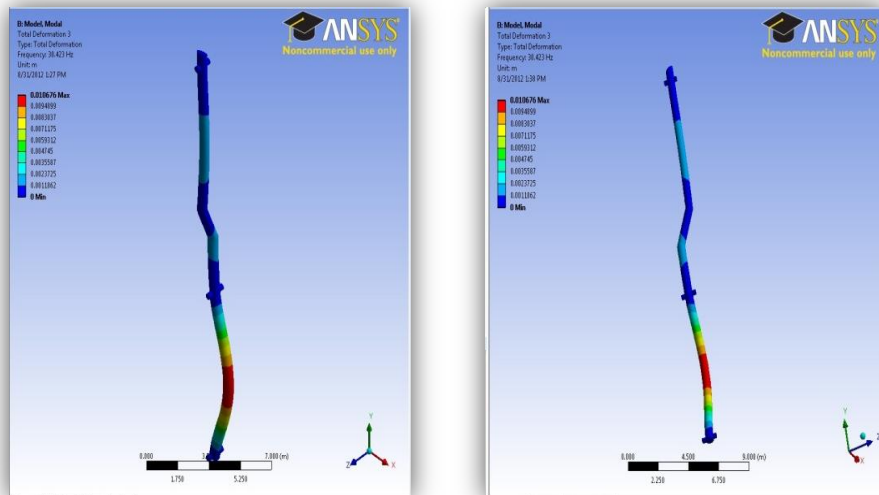 B: Model, Modal
Total Deformation 3
Type: Total Deformation
Frequency: 38.423 Hz
Unit: m
8/31/2012 1:27 PM
0.010676 Max
0.0094899
0.0083037
0.0071175
0.0059312
0.004745
0.0035587
0.0023725
0.0011862
0 Min
ANSYS
Noncommercial use only
Y
Z
X
0.000
7.000 (m)
1.750
5.250
B: Model, Modal
Total Deformation 3
Type: Total Deformation
Frequency: 38.423 Hz
Unit: m
8/31/2012 1:30 PM
0.010676 Max
0.0094899
0.0083037
0.0071175
0.0059312
0.004745
0.0035587
0.0023725
0.0011862
0 Min
ANSYS
Noncommercial use only
Y
Z
X
0.000
4.500
9.000 (m)
2.250
6.750